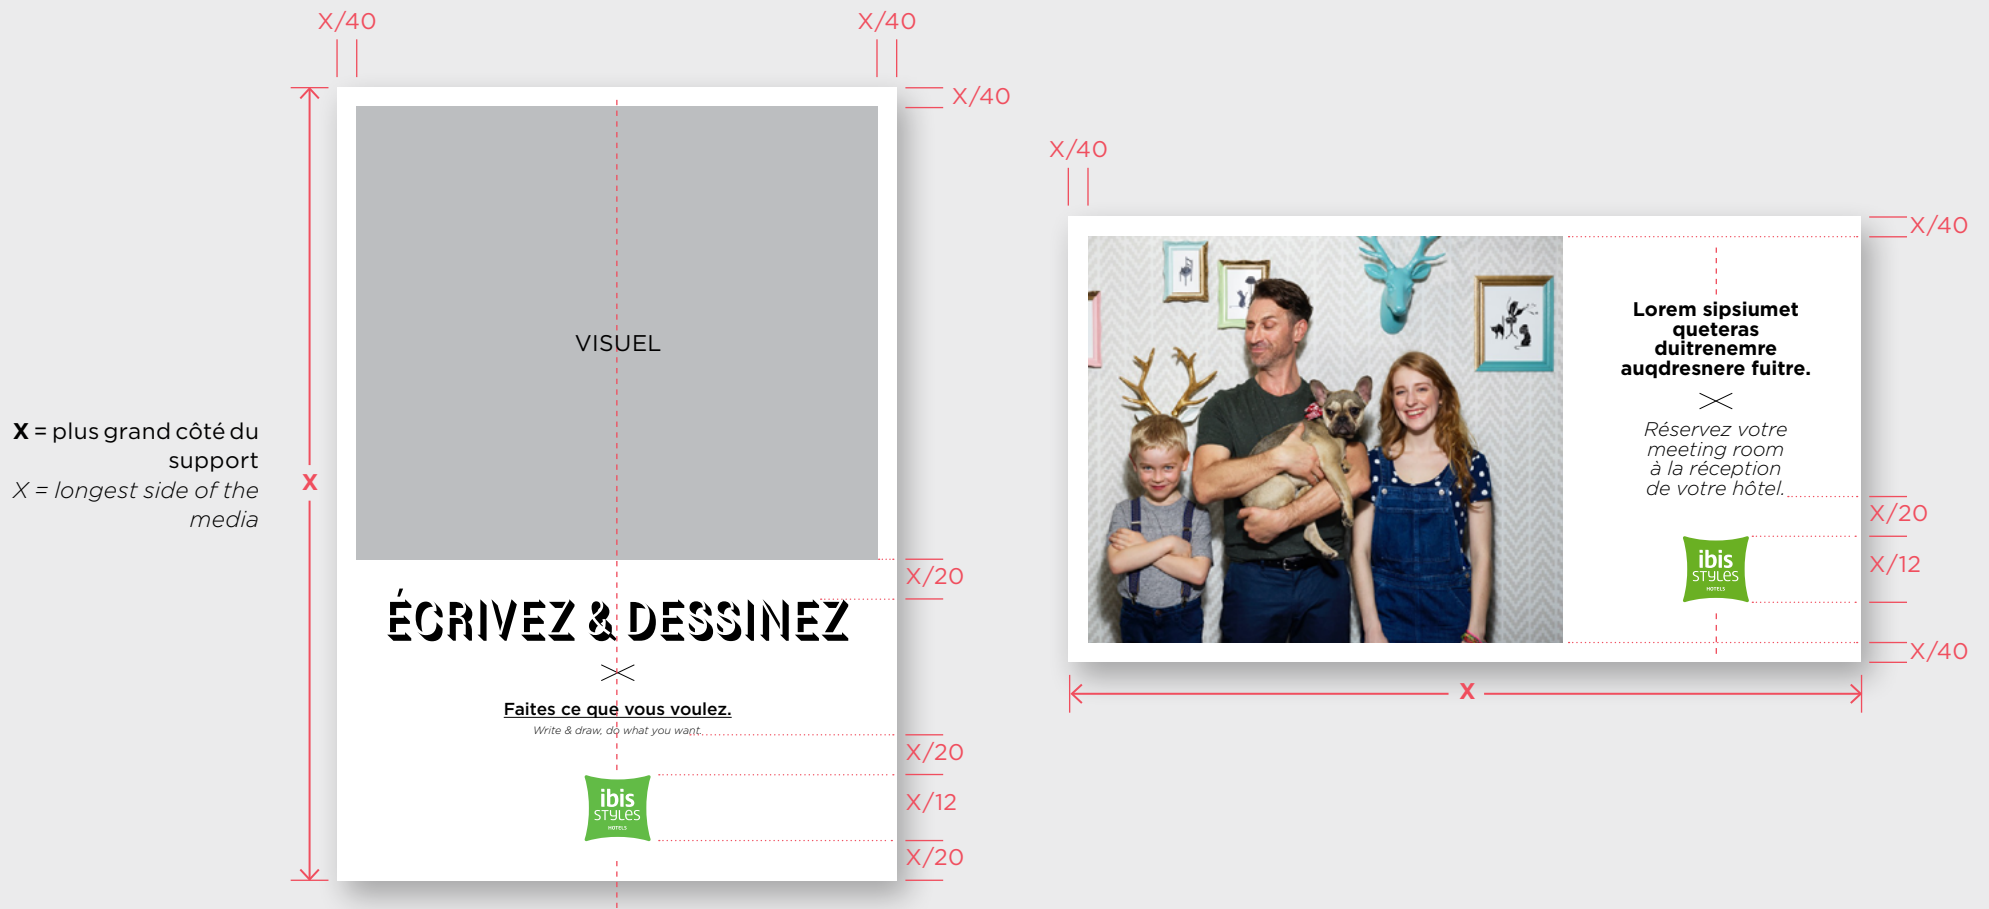 X/40
X/40
X/40
VISUEL
X = plus grand côté du
support
X = longest side of the
media
X
X/20
ÉCRIVEZ & DESSINEZ
Faites ce que vous voulez.
Write & draw, do what you want.
X/20
ibis
STYLES
HOTELS
X/12
X/20
X/40
X/40
Lorem sipsiumet
queteras
duitrenemre
auqdresnere fuitre.
Réservez votre
meeting room
à la réception
de votre hôtel.
X/20
ibis
STYLES
HOTELS
X/12
X/40
X